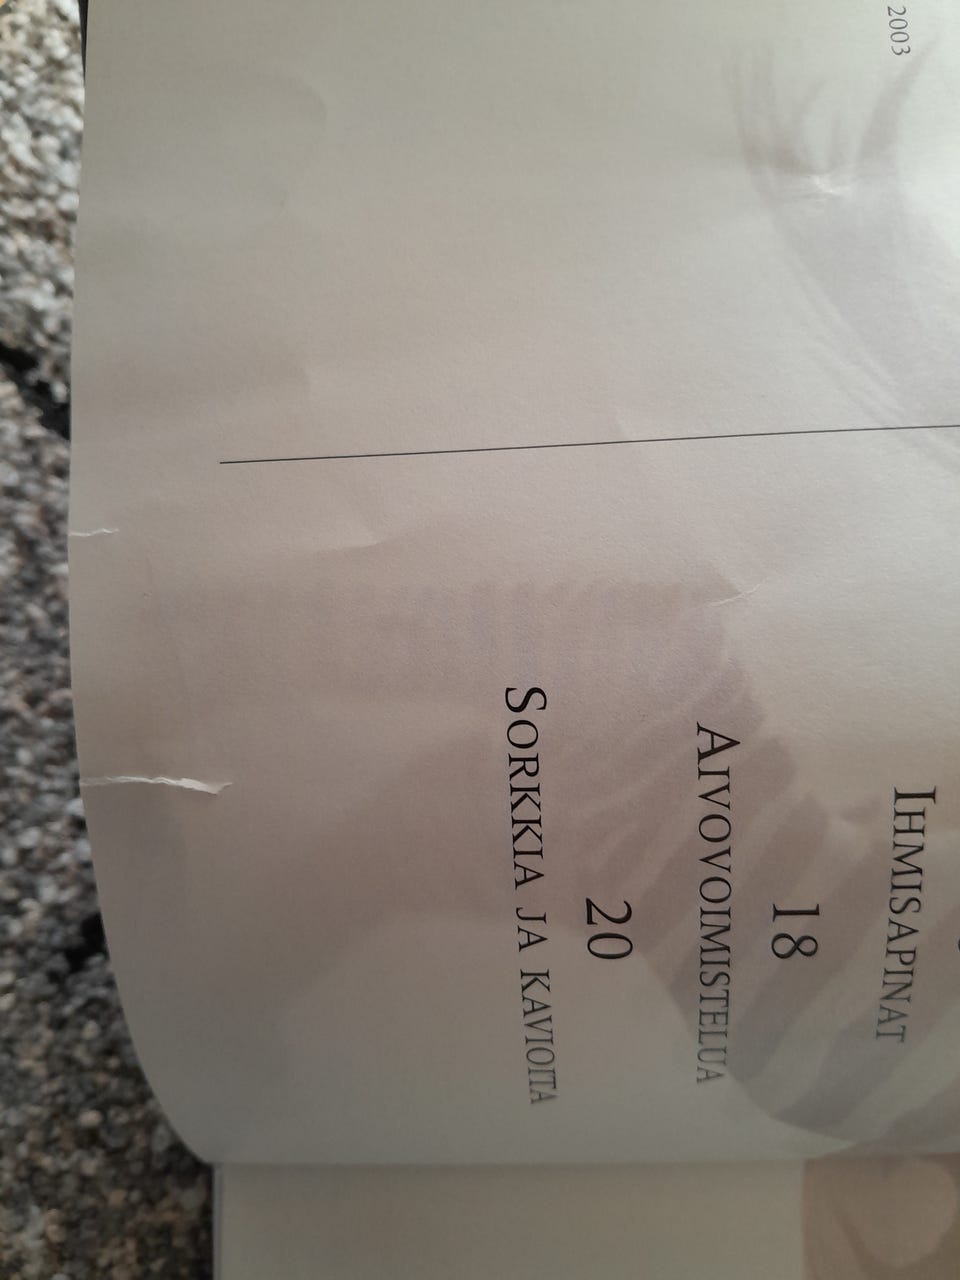 2003
IHMISAPINAT
18
AIVOVOIMISTELUA
20
SORKKIA JA KAVIOITA